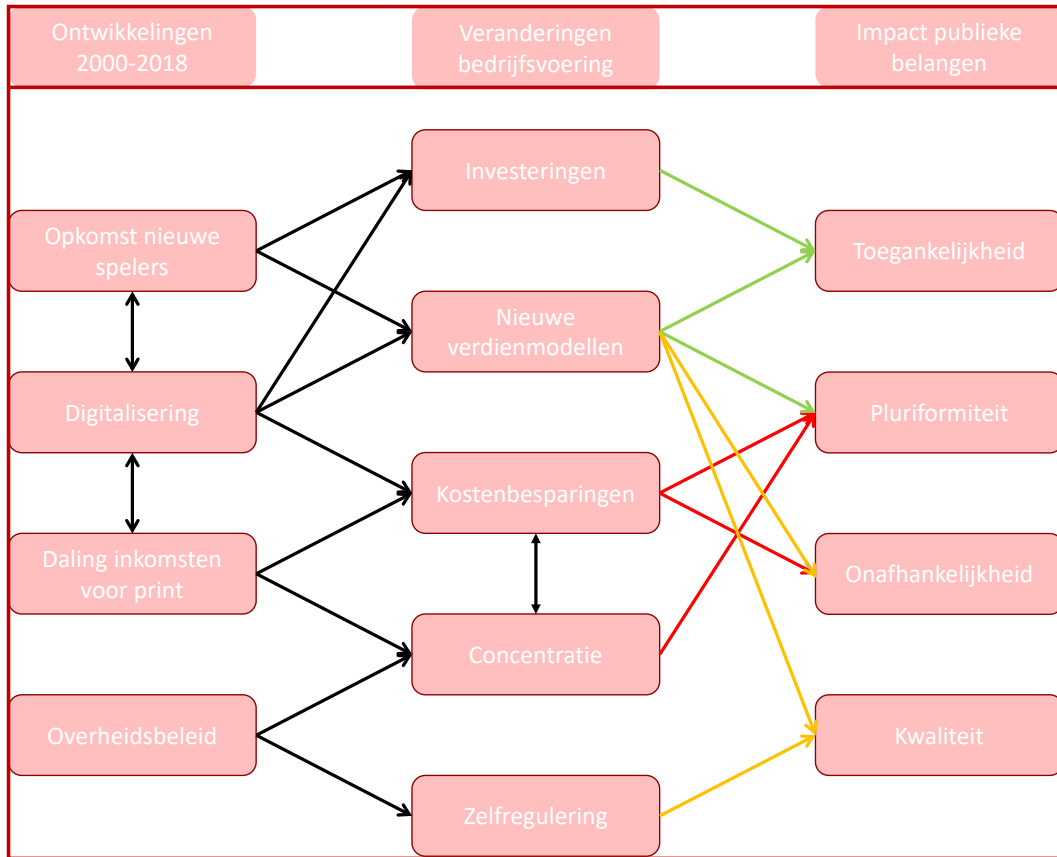 Ontwikkelingen
2000-2018
Veranderingen
bedrijfsvoering
Impact publieke
belangen
Investeringen
Opkomst nieuwe
spelers
Toegankelijkheid
Nieuwe
verdienmodellen
Digitalisering
Pluriformiteit
Kostenbesparingen
Daling inkomsten
voor print
Onafhankelijkheid
Concentratie
Overheidsbeleid
Kwaliteit
Zelfregulering